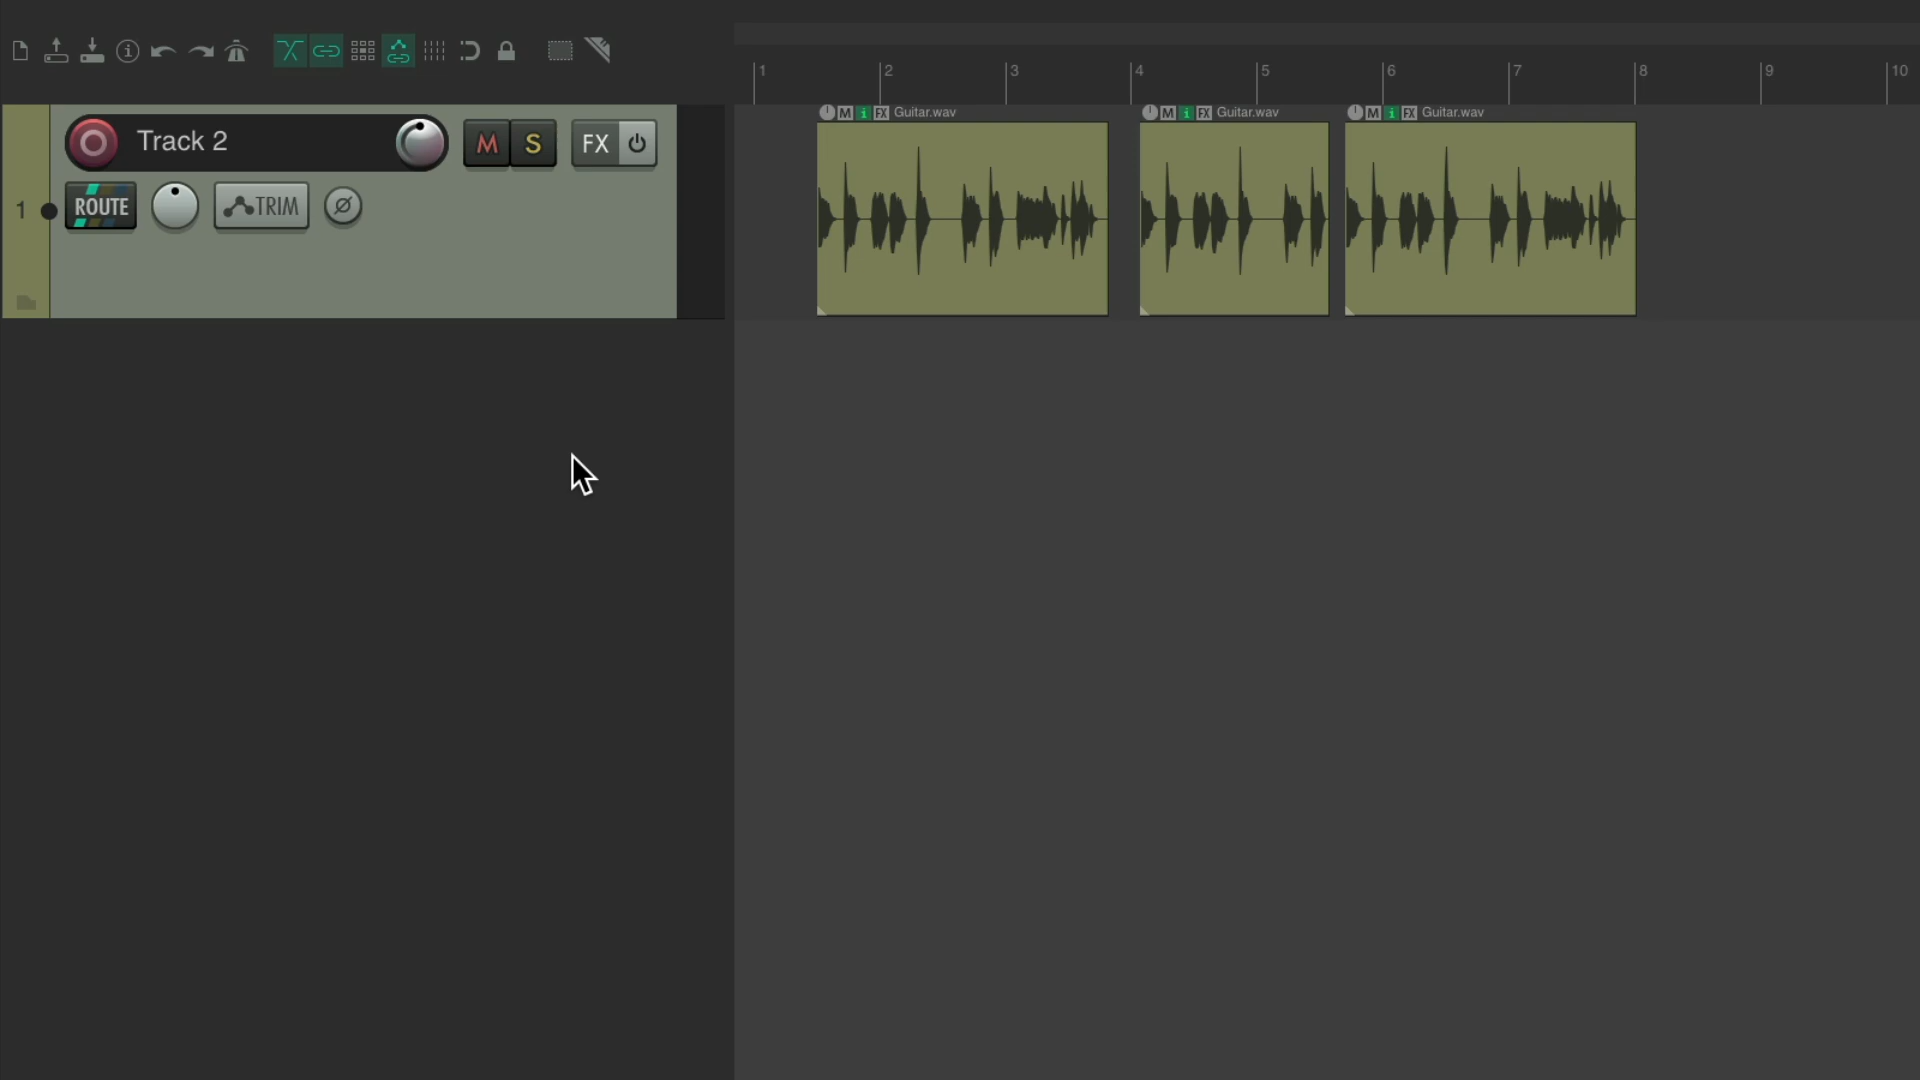 1 2 3 4 5 6 7 8 9 10
M i FX Guitar.wav M i FX Guitar.wav M i FX Guitar.wav
Track 2 M S FX
1 ROUTE TRIM